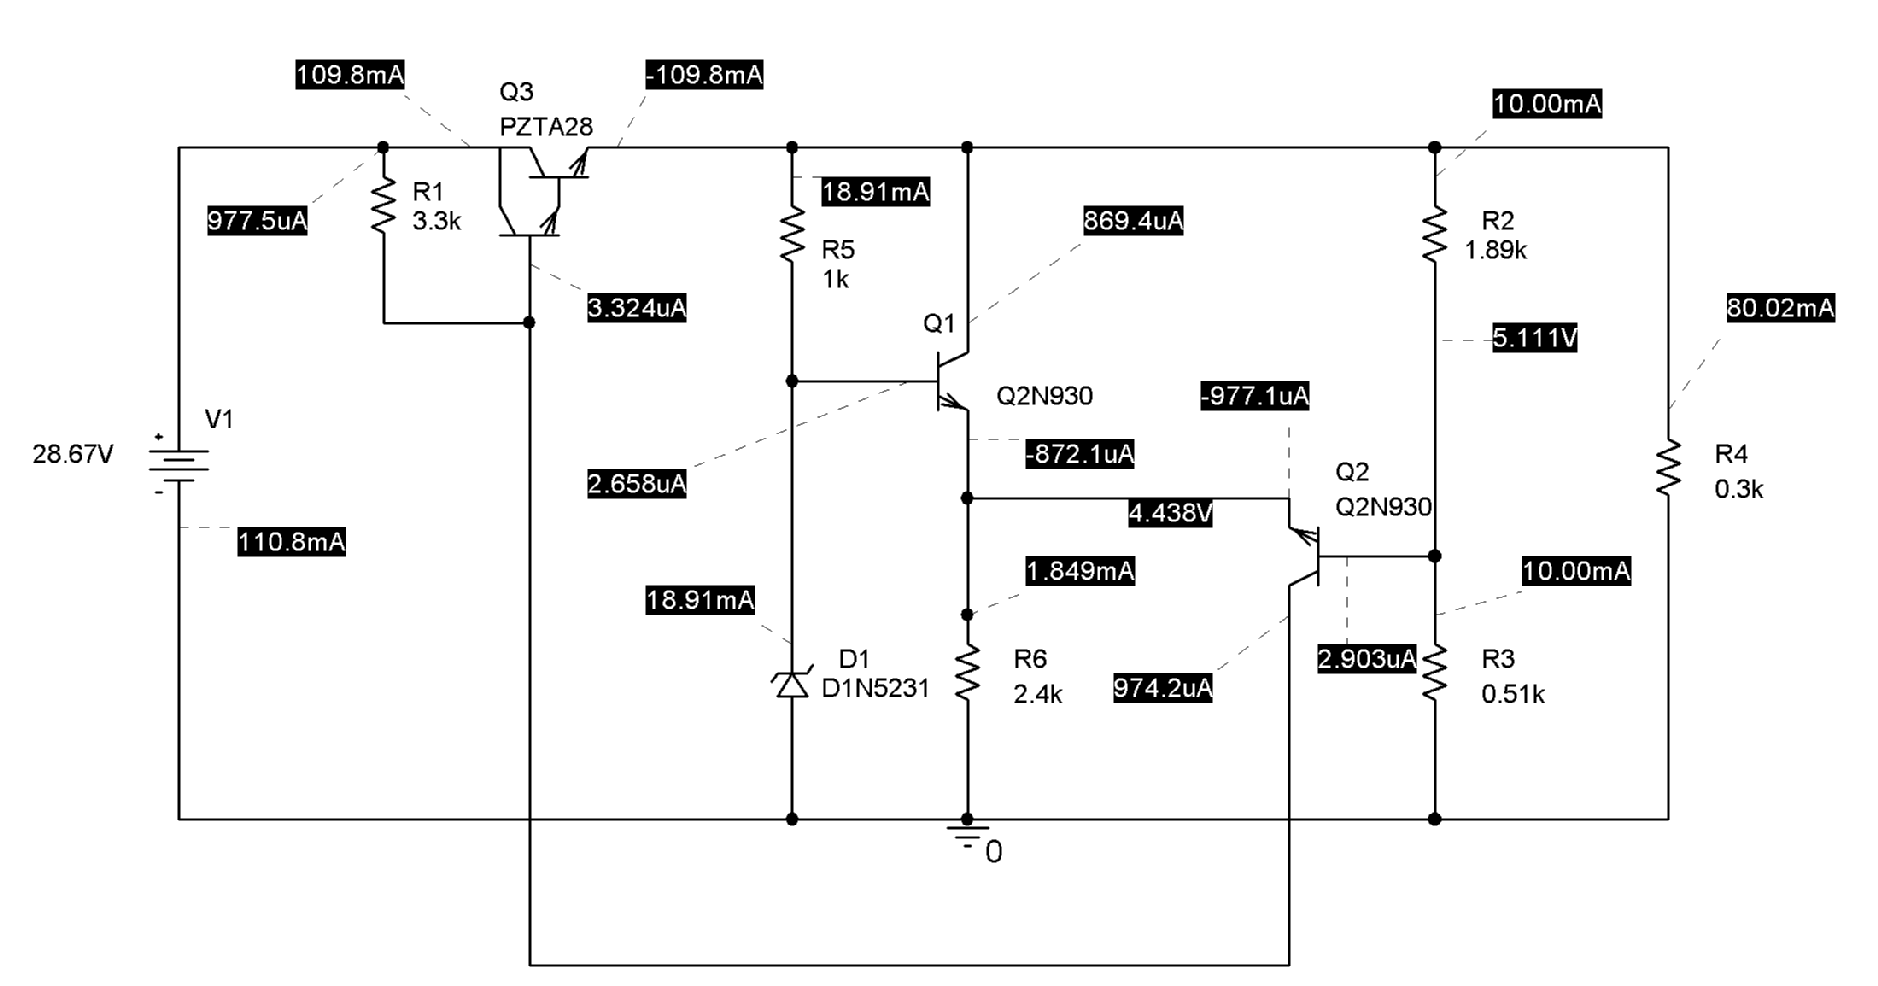 109.8mA
-109.8mA
Q3
PZTA28
10.00mA
R1
3.3k
977.5uA
18.91mA
869.4uA
R2
1.89k
R5
1k
3.324uA
80.02mA
Q1
5.111V
Q2N930
-977.1uA
V1
+
28.67V
-
-872.1uA
2.658uA
Q2
Q2N930
R4
0.3k
4.438V
110.8mA
1.849mA
10.00mA
18.91mA
D1
D1N5231
R6
2.4k
2.903uA
974.2uA
R3
0.51k
0